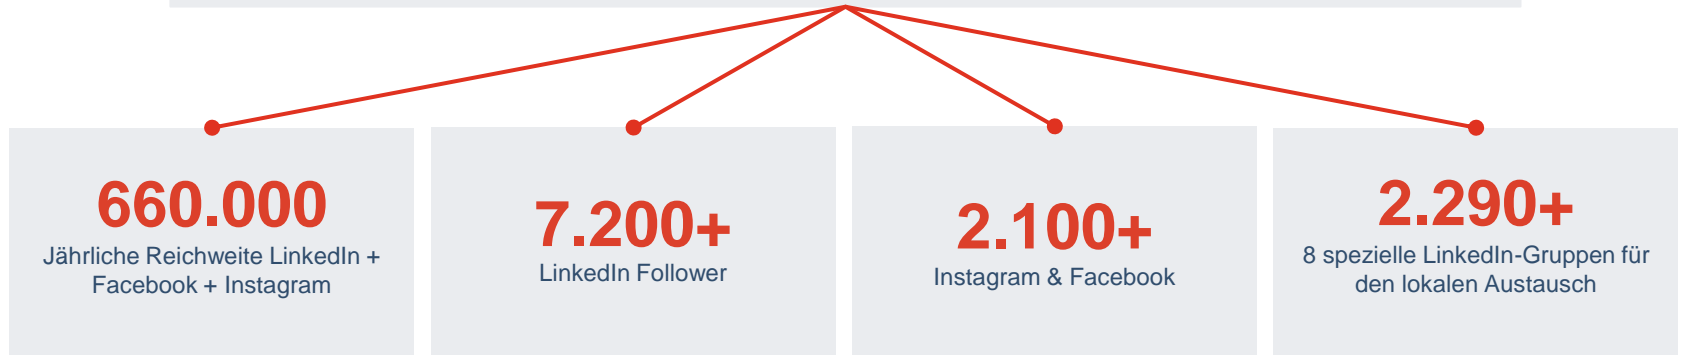 660.000
Jährliche Reichweite LinkedIn +
Facebook + Instagram
7.200+
LinkedIn Follower
2.100+
Instagram & Facebook
2.290+
8 spezielle LinkedIn-Gruppen für
den lokalen Austausch